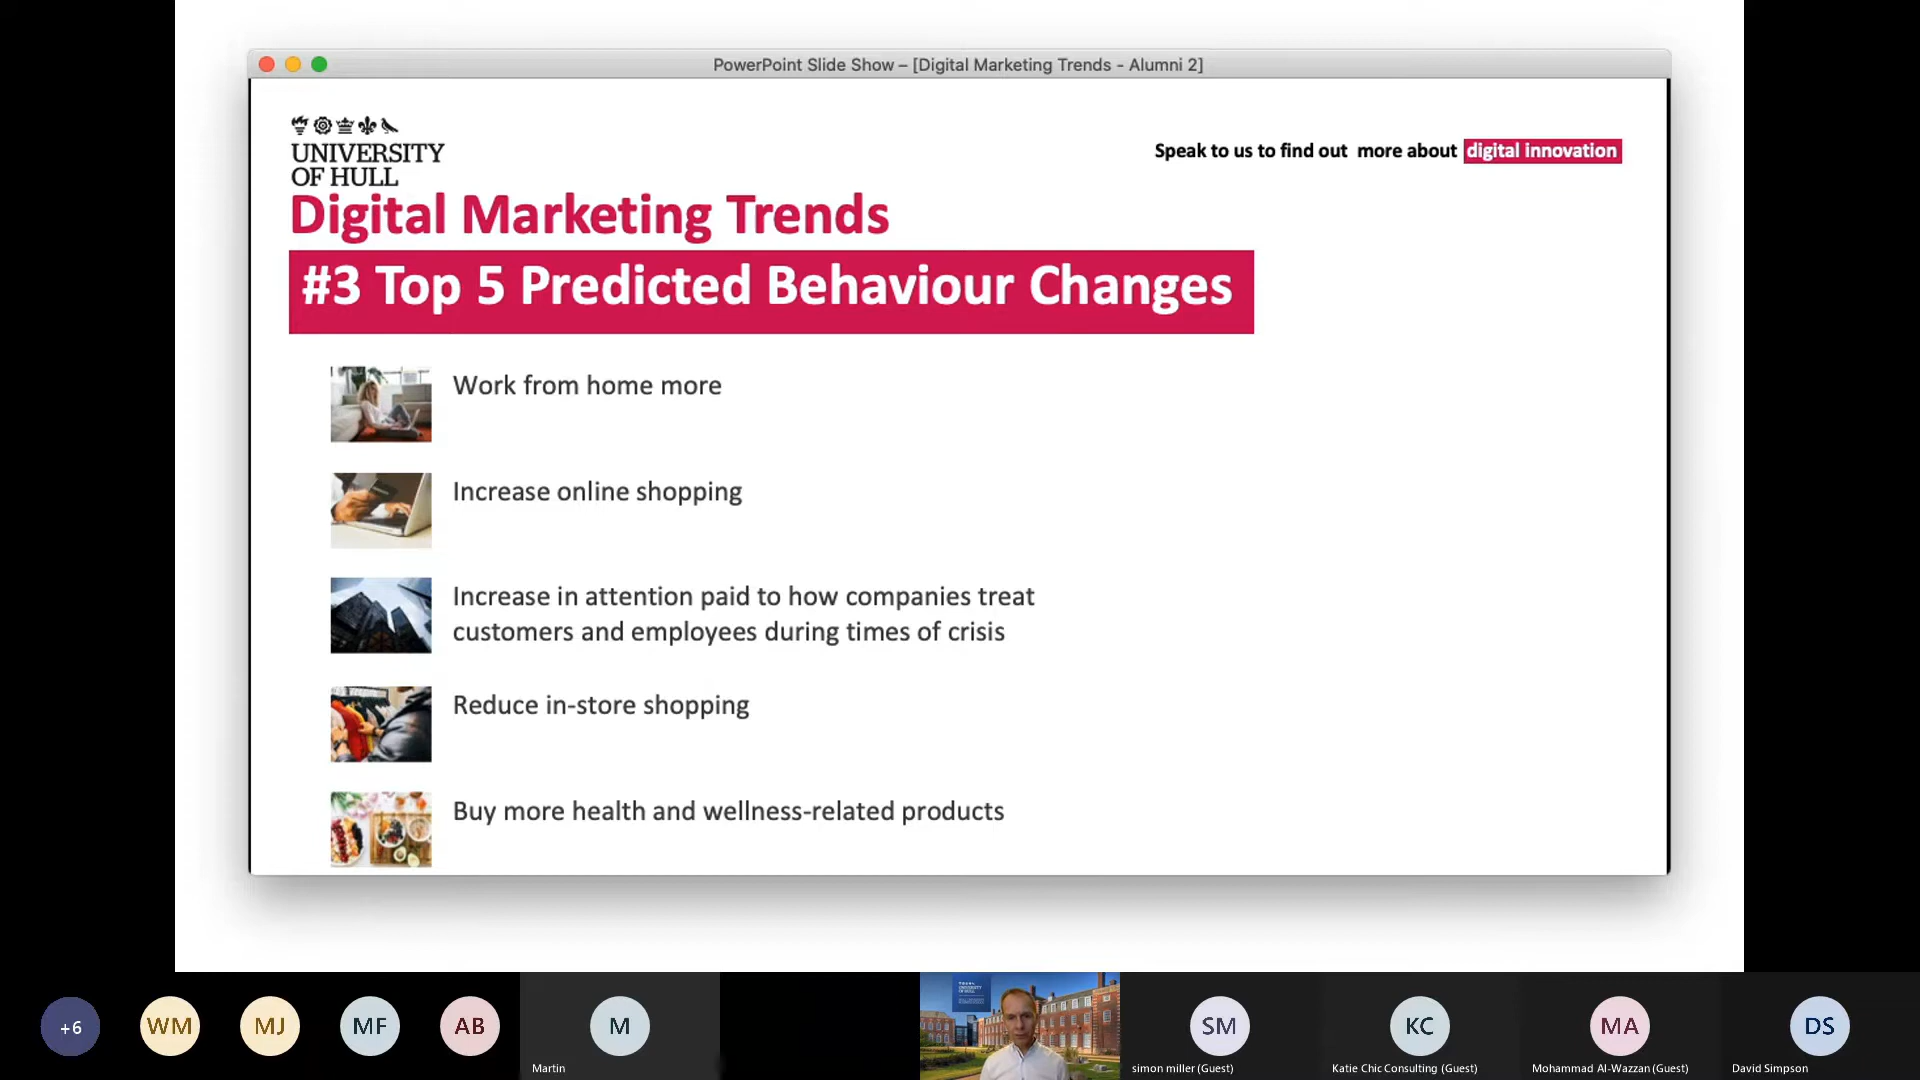 PowerPoint Slide Show – [Digital Marketing Trends - Alumni 2]
UNIVERSITY
OF HULL
Speak to us to find out more about digital innovation
Digital Marketing Trends
#3 Top 5 Predicted Behaviour Changes
Work from home more
Increase online shopping
Increase in attention paid to how companies treat
customers and employees during times of crisis
Reduce in-store shopping
Buy more health and wellness-related products
+6
WM
MJ
MF
AB
M
Martin
SM
simon miller (Guest)
KC
Katie Chic Consulting (Guest)
MA
Mohammad Al-Wazzan (Guest)
DS
David Simpson